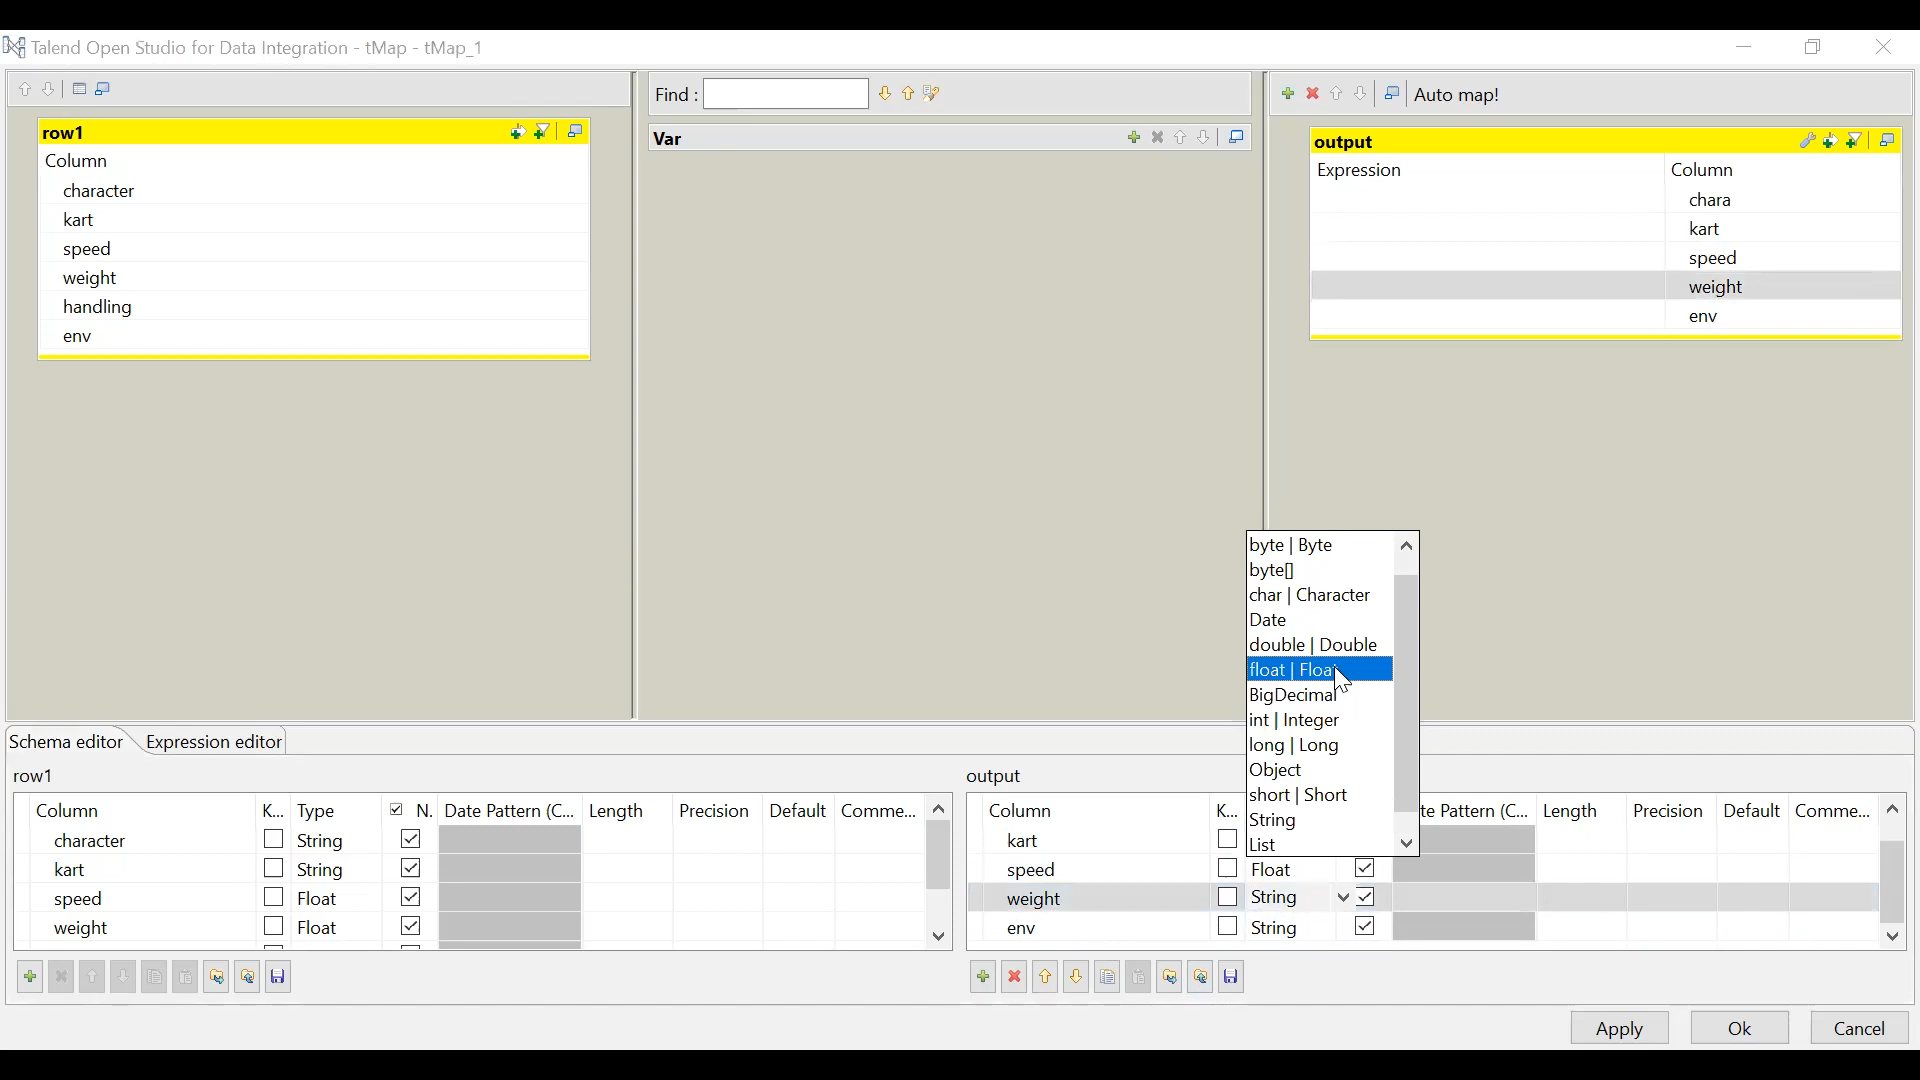 Talend Open Studio for Data Integration - tMap - tMap_1
Find :
Auto map!
row1
Column
character
kart
speed
weight
handling
env
Var
output
Expression Column
chara
kart
speed
weight
env
byte | Byte
byte[]
char | Character
Date
double | Double
float |
BigDecimal
int | Integer
long | Long
Object
short | Short
String
List
Schema editor Expression editor
row1
Column K... Type N. Date Pattern (C... Length Precision Default Comme...
character String
kart String
speed Float
weight Float
output
Column K... Pattern (C... Length Precision Default Comme...
kart
speed Float
weight String
env String
Apply Ok Cancel